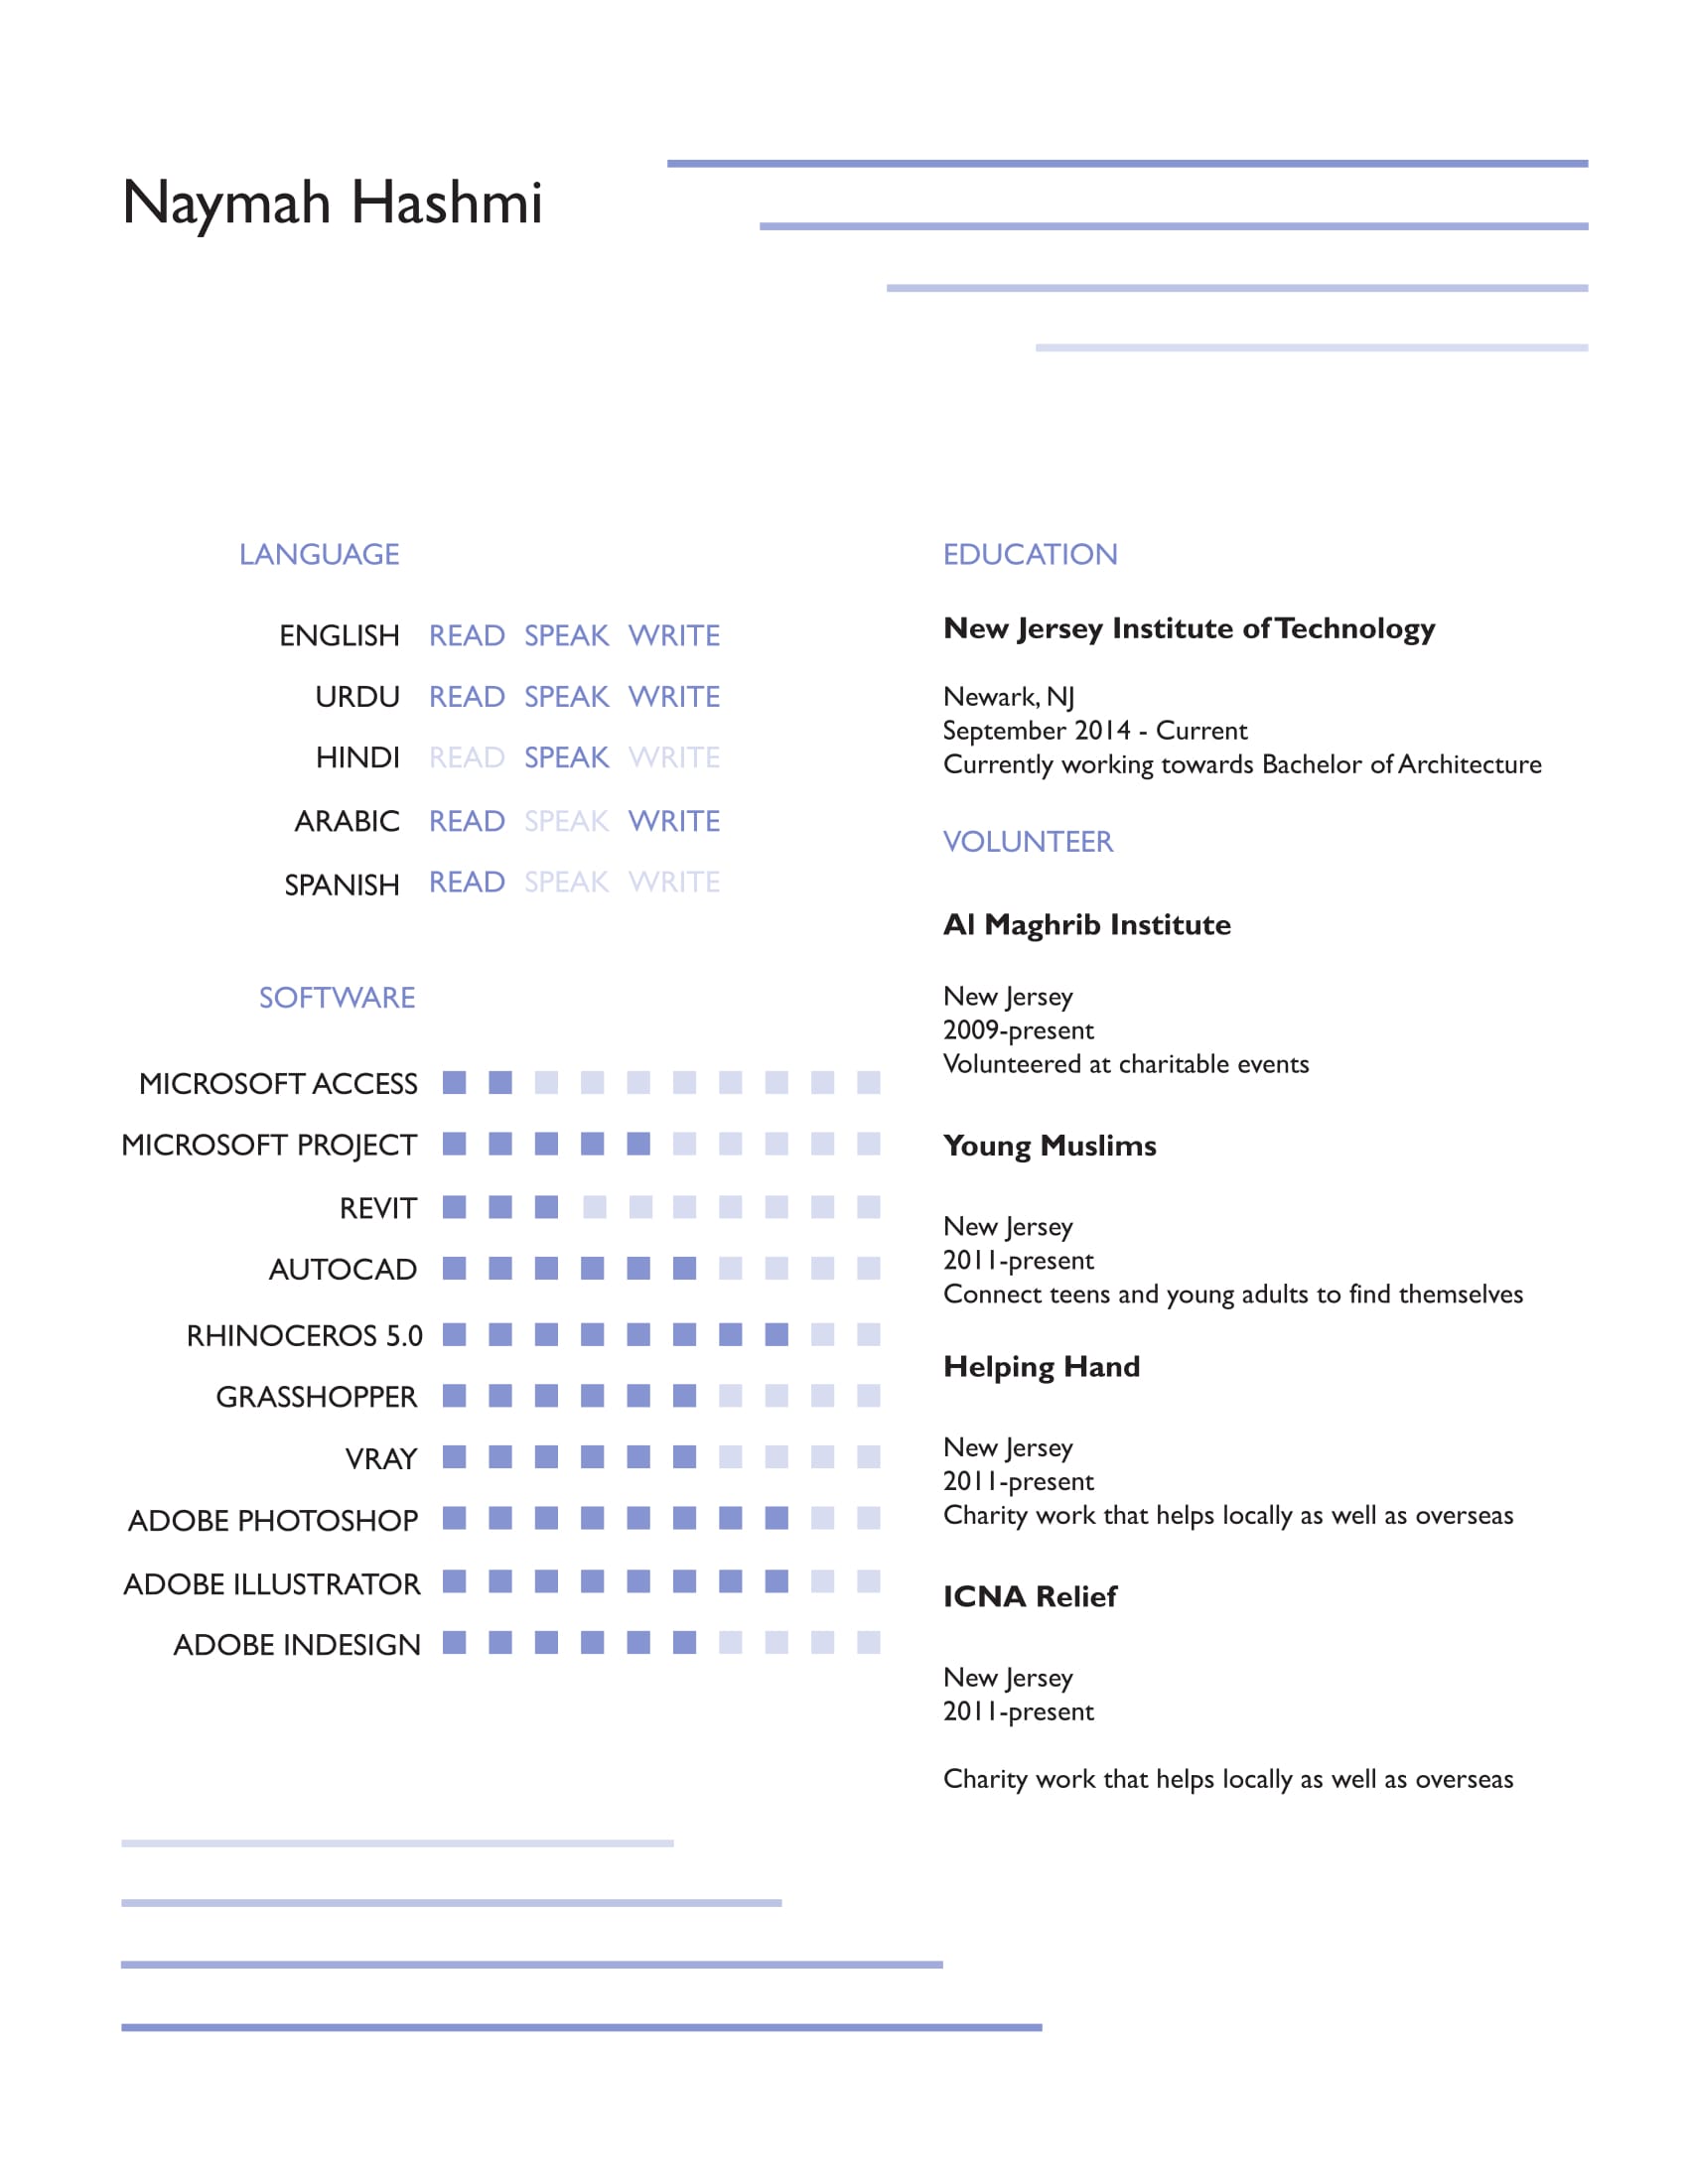 Naymah Hashmi
LANGUAGE
ENGLISH READ SPEAK WRITE
URDU READ SPEAK WRITE
HINDI READ SPEAK WRITE
ARABIC READ SPEAK WRITE
SPANISH READ SPEAK WRITE
SOFTWARE
MICROSOFT ACCESS
MICROSOFT PROJECT
REVIT
AUTOCAD
RHINOCEROS 5.0
GRASSHOPPER
VRAY
ADOBE PHOTOSHOP
ADOBE ILLUSTRATOR
ADOBE INDESIGN
EDUCATION
New Jersey Institute of Technology
Newark, NJ
September 2014 - Current
Currently working towards Bachelor of Architecture
VOLUNTEER
Al Maghrib Institute
New Jersey
2009-present
Volunteered at charitable events
Young Muslims
New Jersey
2011-present
Connect teens and young adults to find themselves
Helping Hand
New Jersey
2011-present
Charity work that helps locally as well as overseas
ICNA Relief
New Jersey
2011-present
Charity work that helps locally as well as overseas